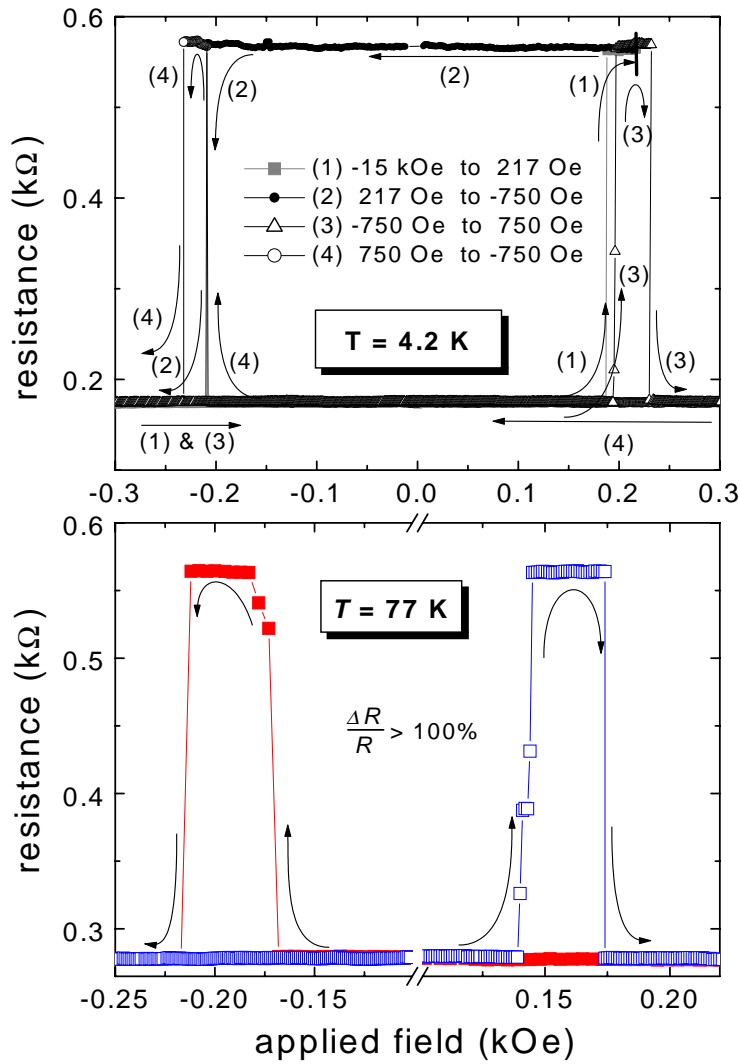 0.6
0.4
0.2
resistance (kΩ)
(4)
(2)
(2)
(1)
(3)
(1) -15 kOe to 217 Oe
(2) 217 Oe to -750 Oe
(3) -750 Oe to 750 Oe
(4) 750 Oe to -750 Oe
(3)
T = 4.2 K
(4)
(2)
(4)
(1)
(3)
(1) & (3)
(4)
-0.3 -0.2 -0.1 0.0 0.1 0.2 0.3
0.6
0.5
0.4
0.3
resistance (kΩ)
T = 77 K
ΔR
R > 100%
-0.25 -0.20 -0.15 0.15 0.20
applied field (kOe)